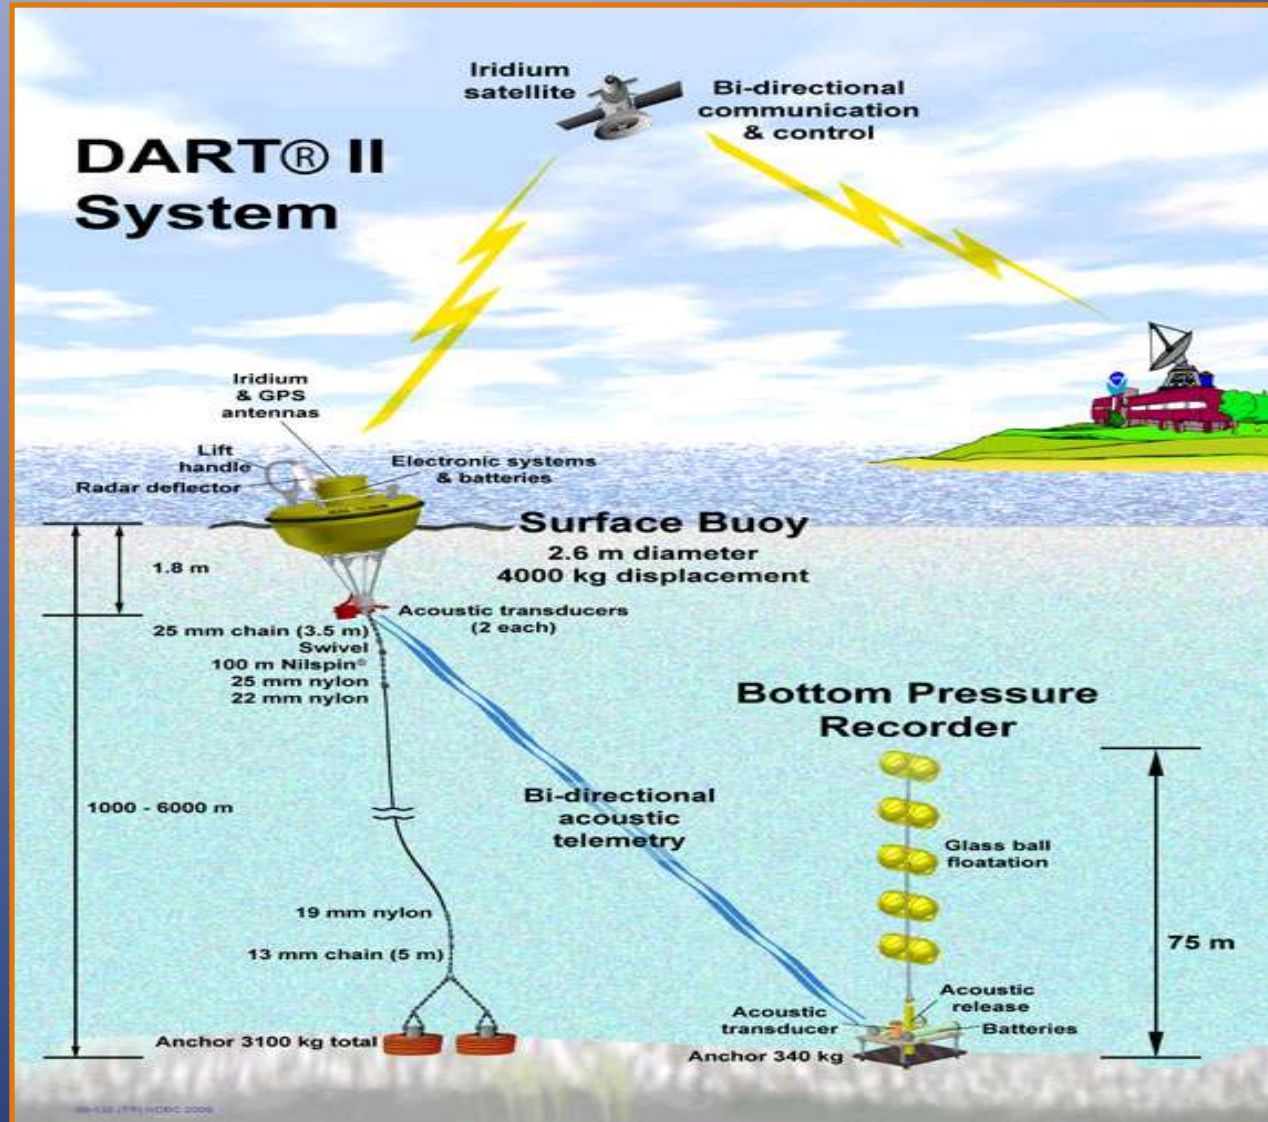 Iridium
satellite
Bi-directional
communication
& control
DART® II
System
Iridium
& GPS
antennas
Lift
handle
Radar deflector
Electronic systems
& batteries
Surface Buoy
2.6 m diameter
4000 kg displacement
1.8 m
Acoustic transducers
(2 each)
25 mm chain (3.5 m)
Swivel
100 m Nilspin®
25 mm nylon
22 mm nylon
Bottom Pressure
Recorder
1000 - 6000 m
Bi-directional
acoustic
telemetry
Glass ball
floatation
19 mm nylon
13 mm chain (5 m)
75 m
Acoustic
release
Acoustic
transducer
Batteries
Anchor 3100 kg total
Anchor 340 kg
NDBC 2009